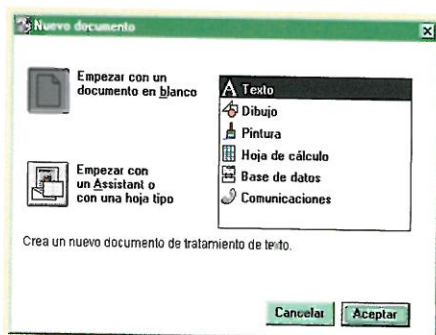 Nuevo documento
Empezar con un
documento en blanco
Empezar con
un Assistant o
con una hoja tipo
Texto
Dibujo
Pintura
Hoja de cálculo
Base de datos
Comunicaciones
Crea un nuevo documento de tratamiento de texto.
Cancelar
Aceptar